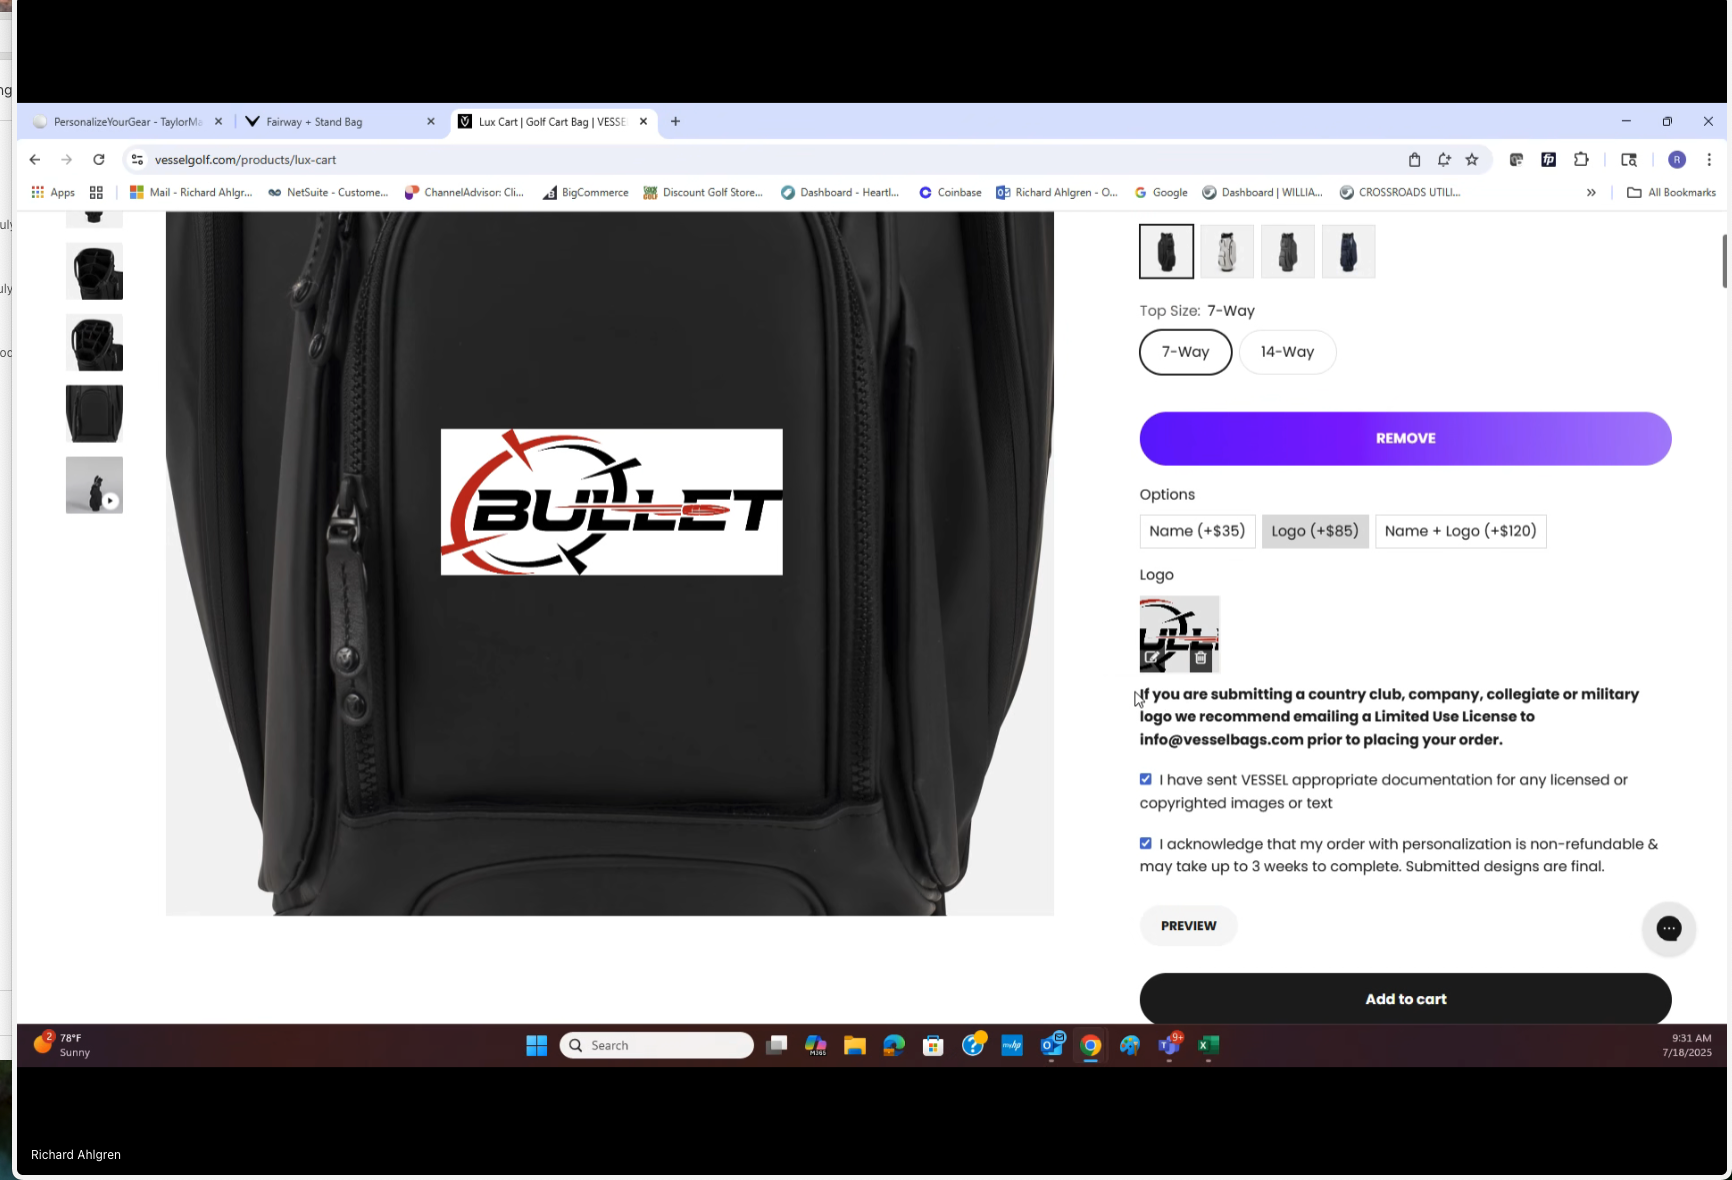 PersonalizeYourGear - TaylorMa
Fairway + Stand Bag
Lux Cart | Golf Cart Bag | VESSE
vesselgolf.com/products/lux-cart
R
Apps
Mail - Richard Ahlgr...
NetSuite - Custome...
ChannelAdvisor: Cli...
BigCommerce
Discount Golf Store...
Dashboard - Heartl...
Coinbase
Richard Ahlgren - O...
Google
Dashboard | WILLIA...
CROSSROADS UTILI...
All Bookmarks
Top Size: 7-Way
7-Way
14-Way
REMOVE
Options
Name (+$35)
Logo (+$85)
Name + Logo (+$120)
BULLET
Logo
If you are submitting a country club, company, collegiate or military
logo we recommend emailing a Limited Use License to
info@vesselbags.com prior to placing your order.
I have sent VESSEL appropriate documentation for any licensed or
copyrighted images or text
I acknowledge that my order with personalization is non-refundable &
may take up to 3 weeks to complete. Submitted designs are final.
PREVIEW
Add to cart
2
78°F
Sunny
Search
M365
myhp
9+
9:31 AM
7/18/2025
Richard Ahlgren